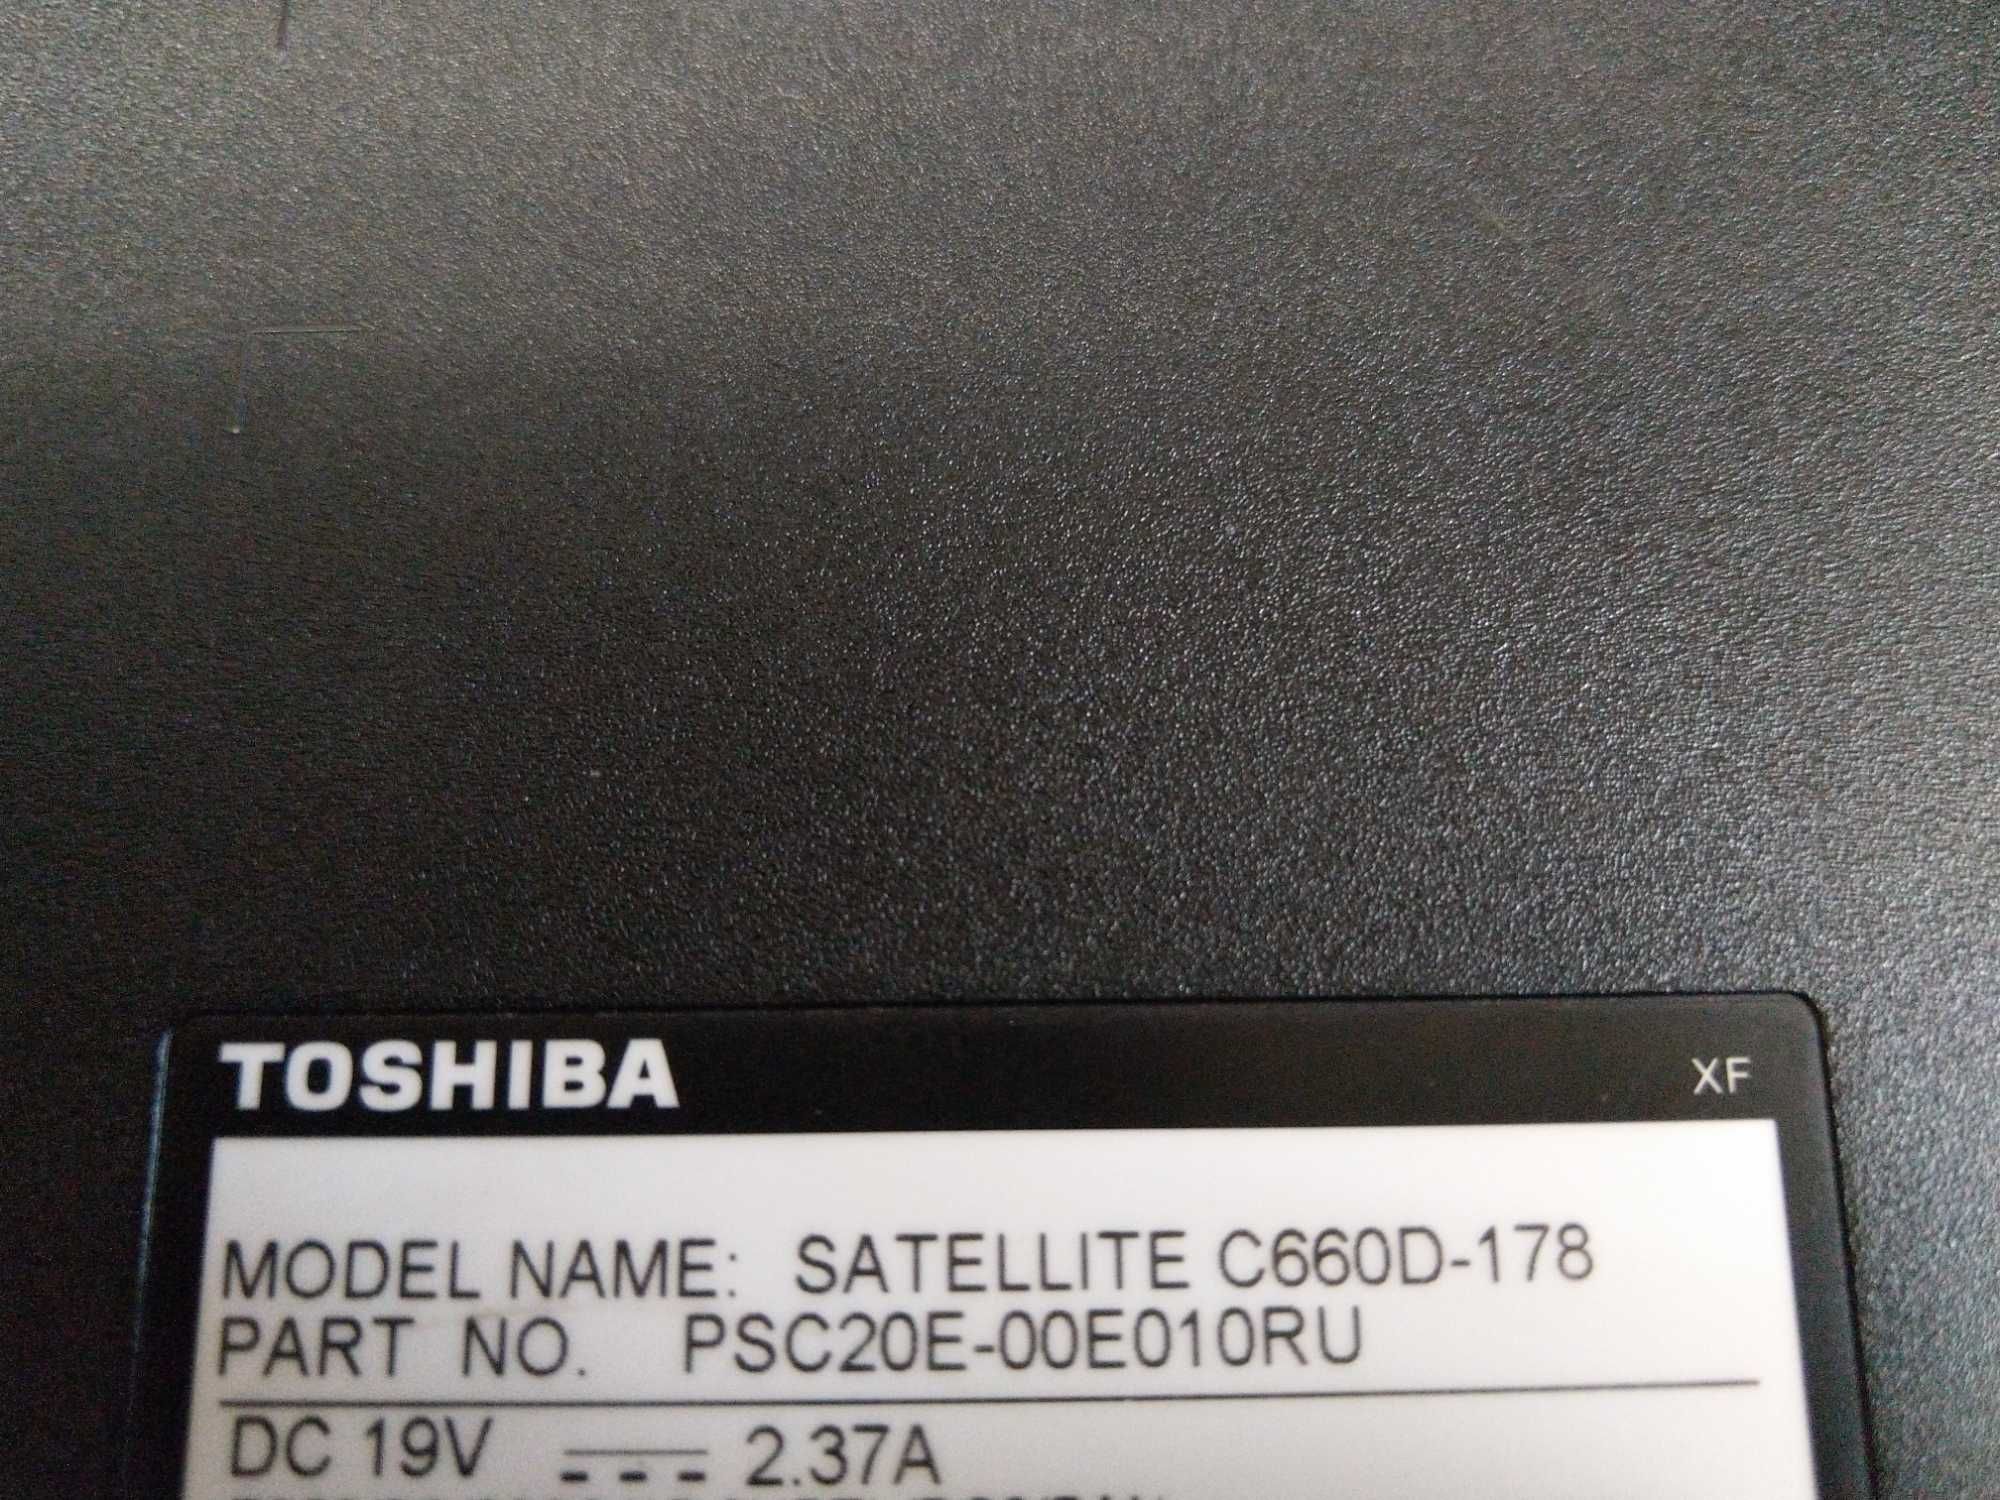 TOSHIBA
XF
MODEL NAME: SATELLITE C660D-178
PART NO. PSC20E-00E010RU
DC 19V 2.37A